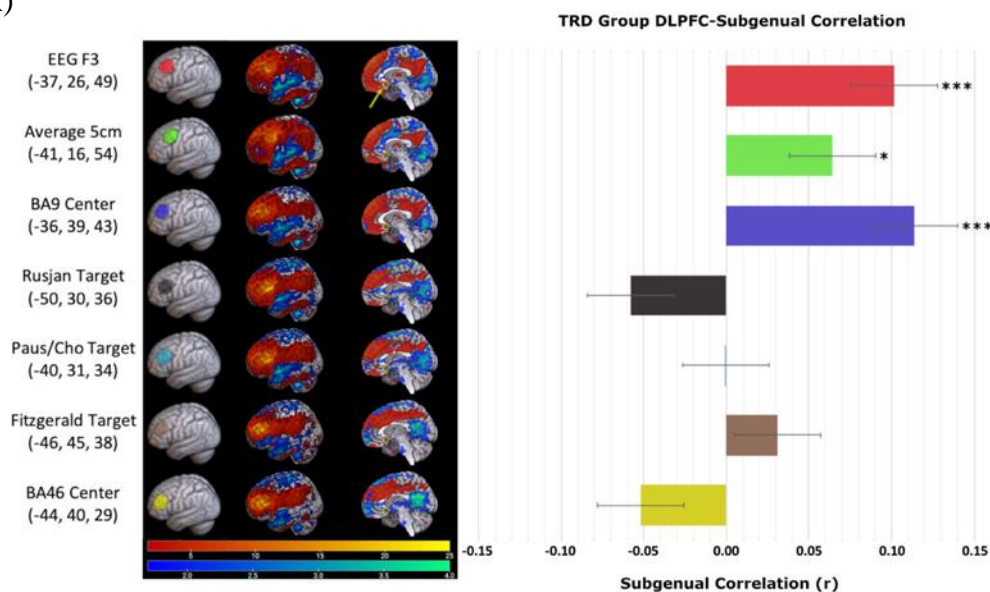 TRD Group DLPFC-Subgenual Correlation
EEG F3
(-37, 26, 49)
***
Average 5cm
(-41, 16, 54)
*
BA9 Center
(-36, 39, 43)
***
Rusjan Target
(-50, 30, 36)
Paus/Cho Target
(-40, 31, 34)
Fitzgerald Target
(-46, 45, 38)
BA46 Center
(-44, 40, 29)
5 10 15 20 25
2.0 2.5 3.0 3.5 4.0
-0.15 -0.10 -0.05 0.00 0.05 0.10 0.15
Subgenual Correlation (r)